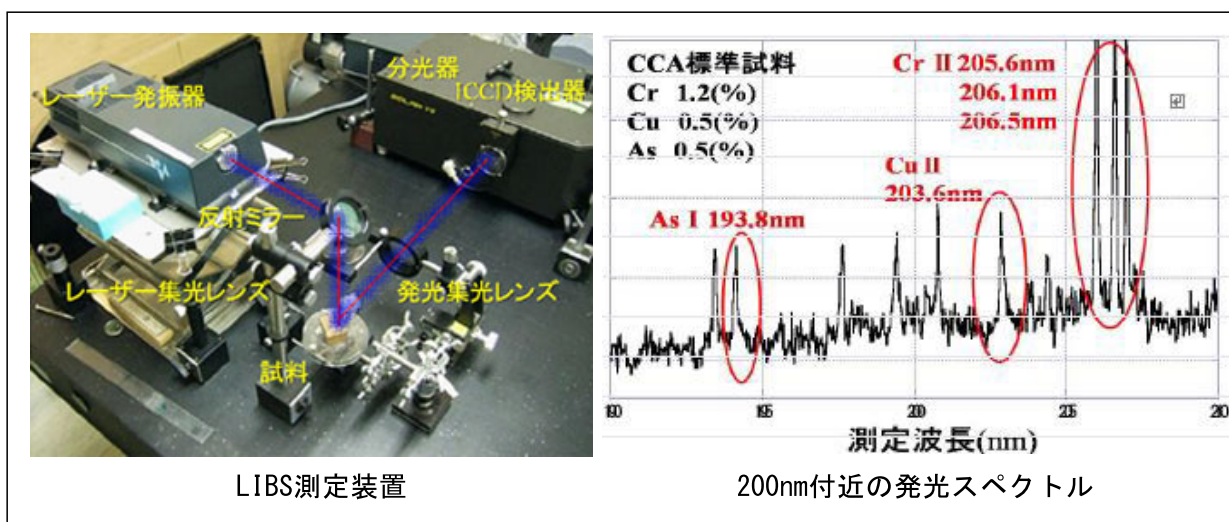 レーザー発振器
分光器
[CCD検出器
反射ミラー
レーザー集光レンズ
発光集光レンズ
試料
LIBS測定装置
CCA標準試料
Cr 1.2(%)
Cu 0.5(%)
As 0.5(%)
Cr II 205.6nm
206.1nm
206.5nm
Cu II
203.6nm
As I 193.8nm
190 195 200 205 210
測定波長(nm)
200nm付近の発光スペクトル